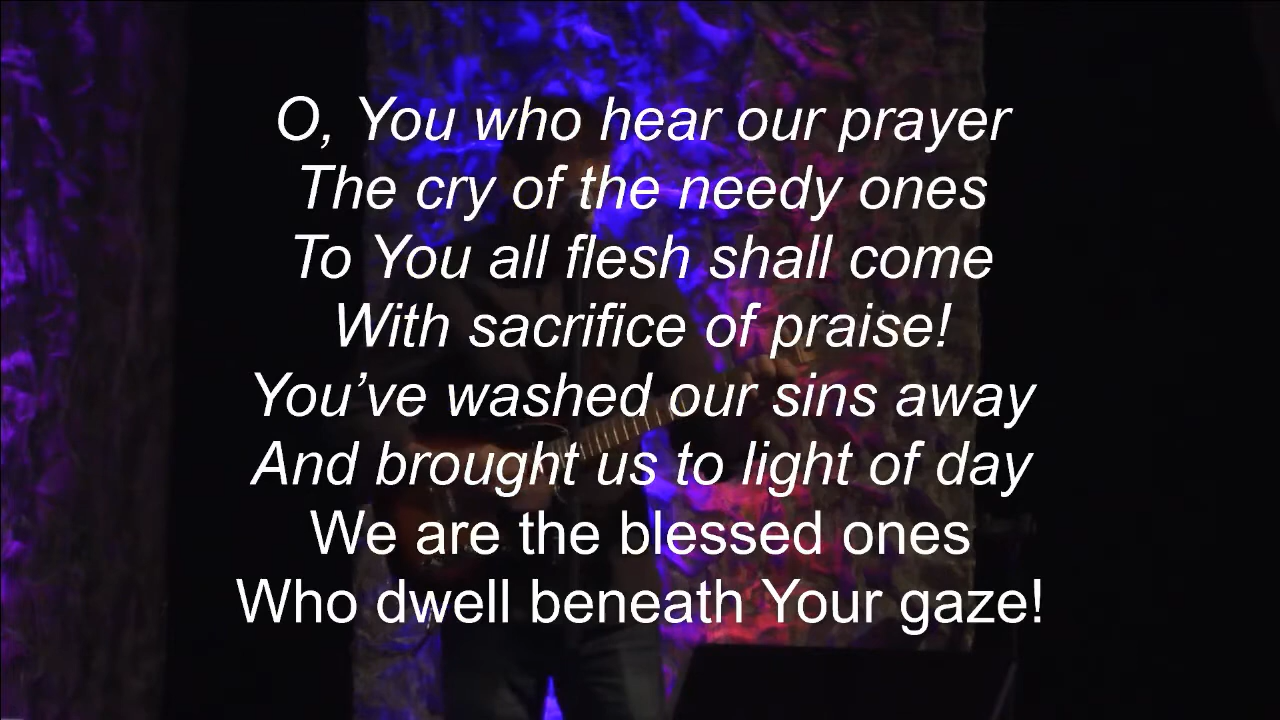 O, You who hear our prayer
The cry of the needy ones
To You all flesh shall come
With sacrifice of praise!
You’ve washed our sins away
And brought us to light of day
We are the blessed ones
Who dwell beneath Your gaze!